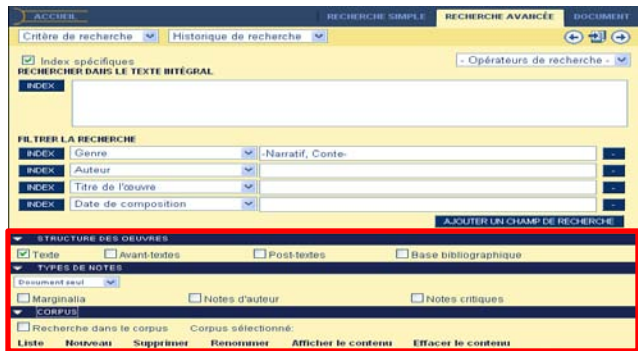 ACCUEIL RECHERCHE SIMPLE RECHERCHE AVANCÉE DOCUMENT
Critère de recherche Historique de recherche
Index spécifiques - Opérateurs de recherche -
RECHERCHER DANS LE TEXTE INTÉGRAL
INDEX
FILTRER LA RECHERCHE
INDEX Genre -Narratif, Conte- -
INDEX Auteur -
INDEX Titre de l'œuvre -
INDEX Date de composition -
AJOUTER UN CHAMP DE RECHERCHE
STRUCTURE DES OEUVRES
Texte Avant-textes Post-textes Base bibliographique
TYPES DE NOTES
Document seul
Marginalia Notes d'auteur Notes critiques
CORPUS
Recherche dans le corpus Corpus sélectionné:
Liste Nouveau Supprimer Renommer Afficher le contenu Effacer le contenu